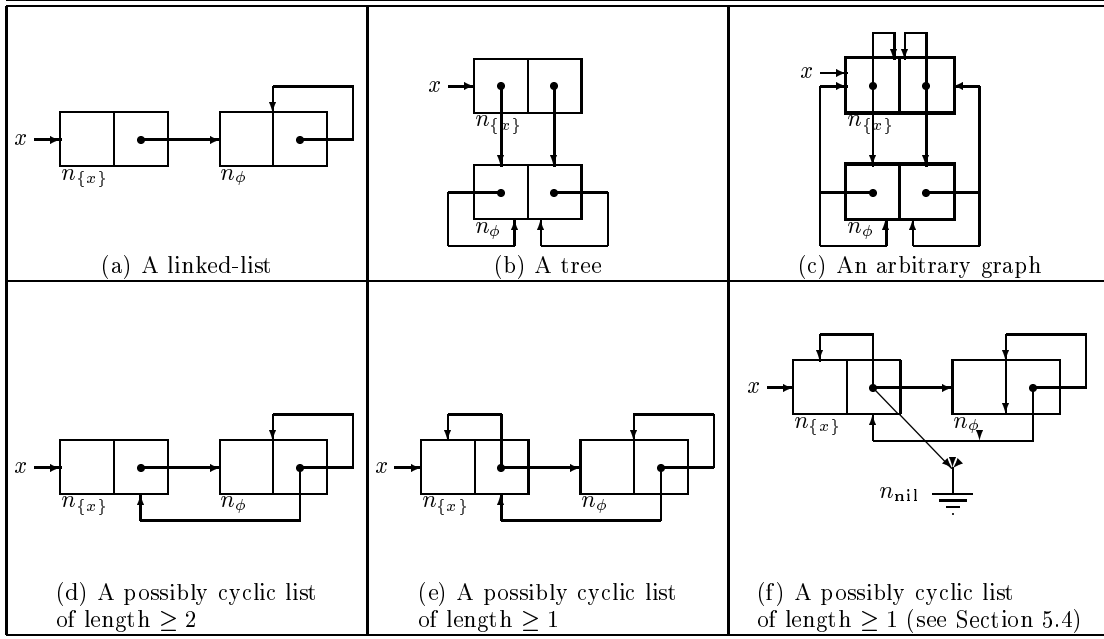 x
n{x}
nϕ
(a) A linked-list
x
n{x}
nϕ
(b) A tree
x
n{x}
nϕ
(c) An arbitrary graph
x
n{x}
nϕ
(d) A possibly cyclic list
of length ≥ 2
x
n{x}
nϕ
(e) A possibly cyclic list
of length ≥ 1
x
n{x}
nϕ
nnil
(f) A possibly cyclic list
of length ≥ 1 (see Section 5.4)